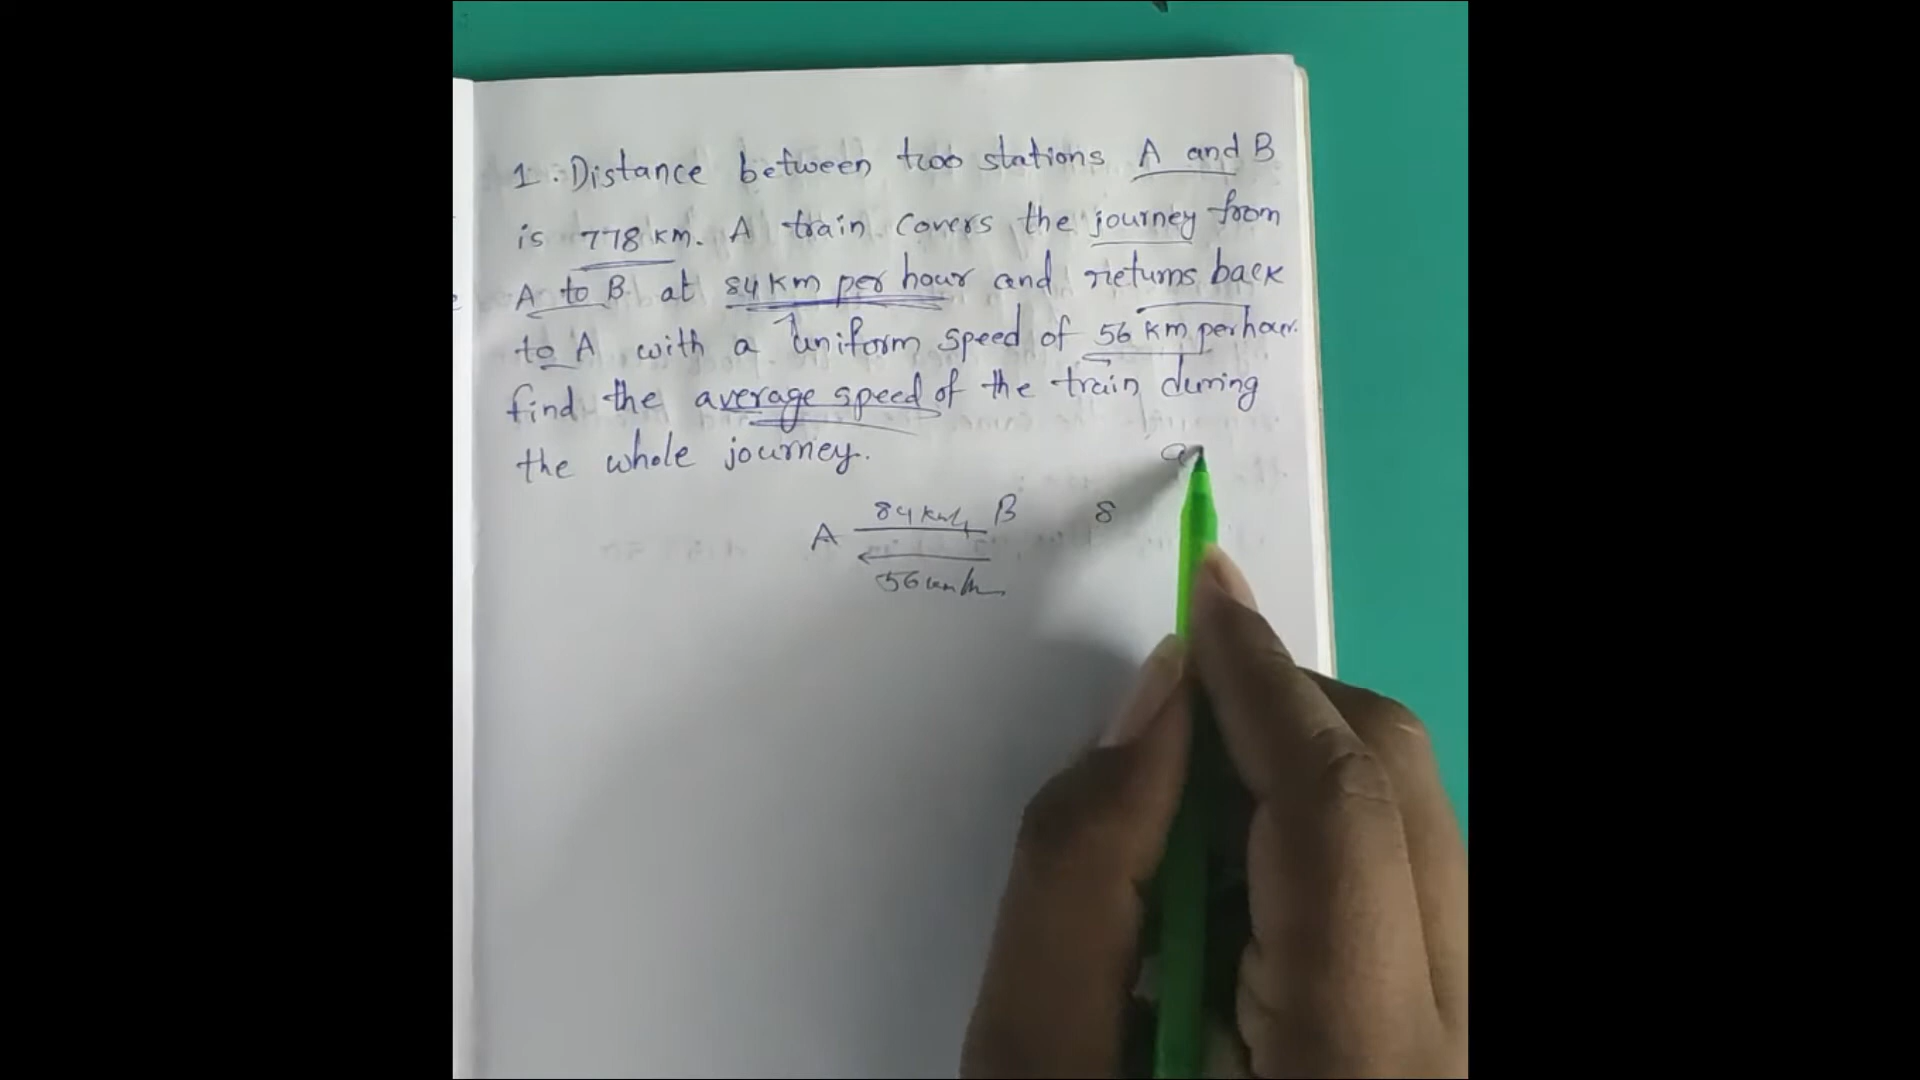 1. Distance between two stations A and B
is 778 km. A train covers the journey from
A to B at 84 km per hour and returns back
to A with a uniform speed of 56 km per hour.
find the average speed of the train during
the whole journey.
84 km/h B 8
A
56 km/h